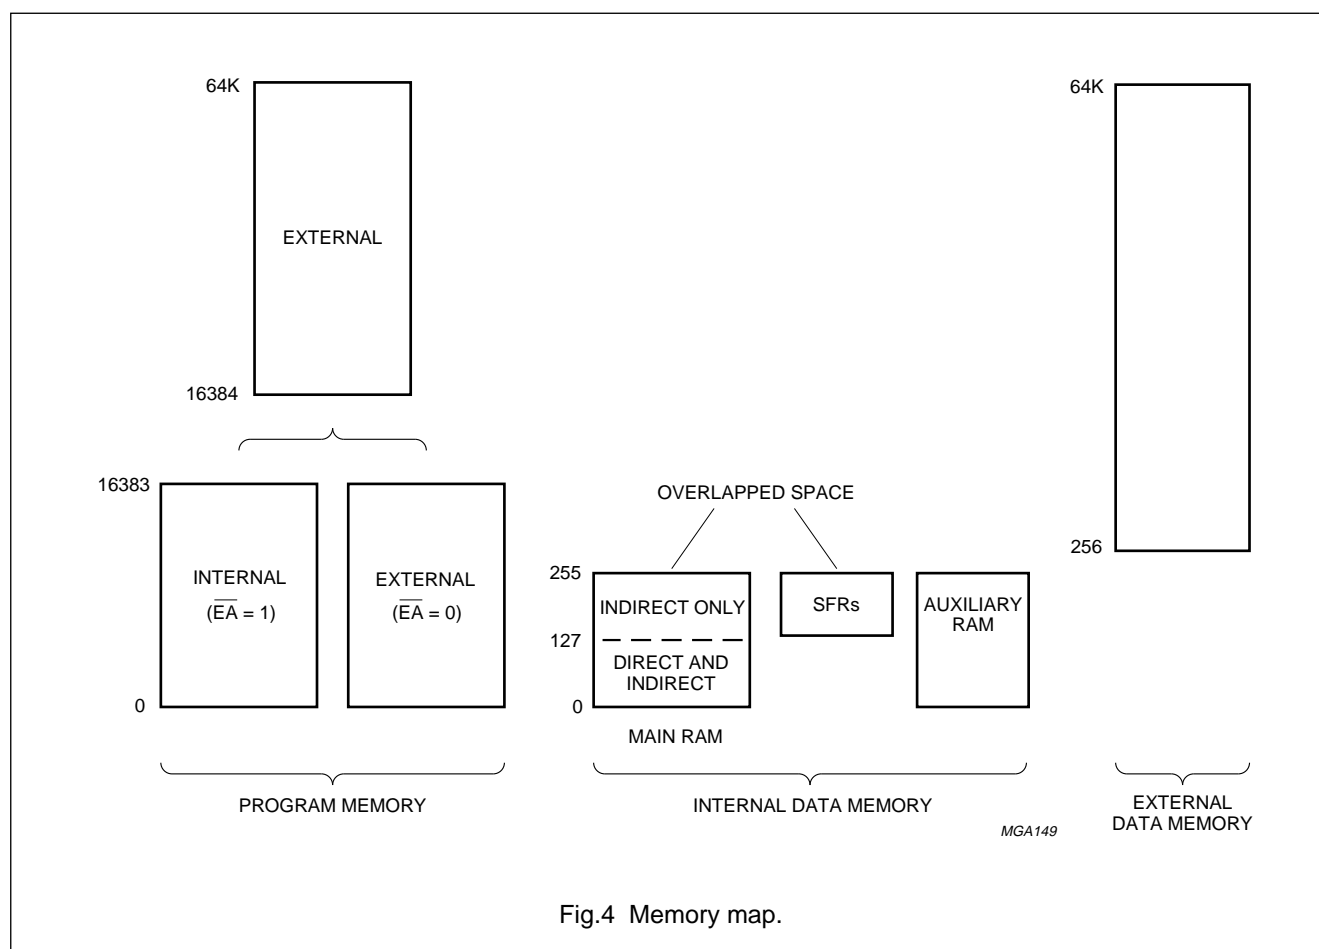 64K
EXTERNAL
16384
16383
INTERNAL
(E̅A̅ = 1)
EXTERNAL
(E̅A̅ = 0)
0
PROGRAM MEMORY
OVERLAPPED SPACE
255
INDIRECT ONLY
127
DIRECT AND
INDIRECT
0
MAIN RAM
SFRs
AUXILIARY
RAM
INTERNAL DATA MEMORY
64K
256
EXTERNAL
DATA MEMORY
MGA149
Fig.4 Memory map.